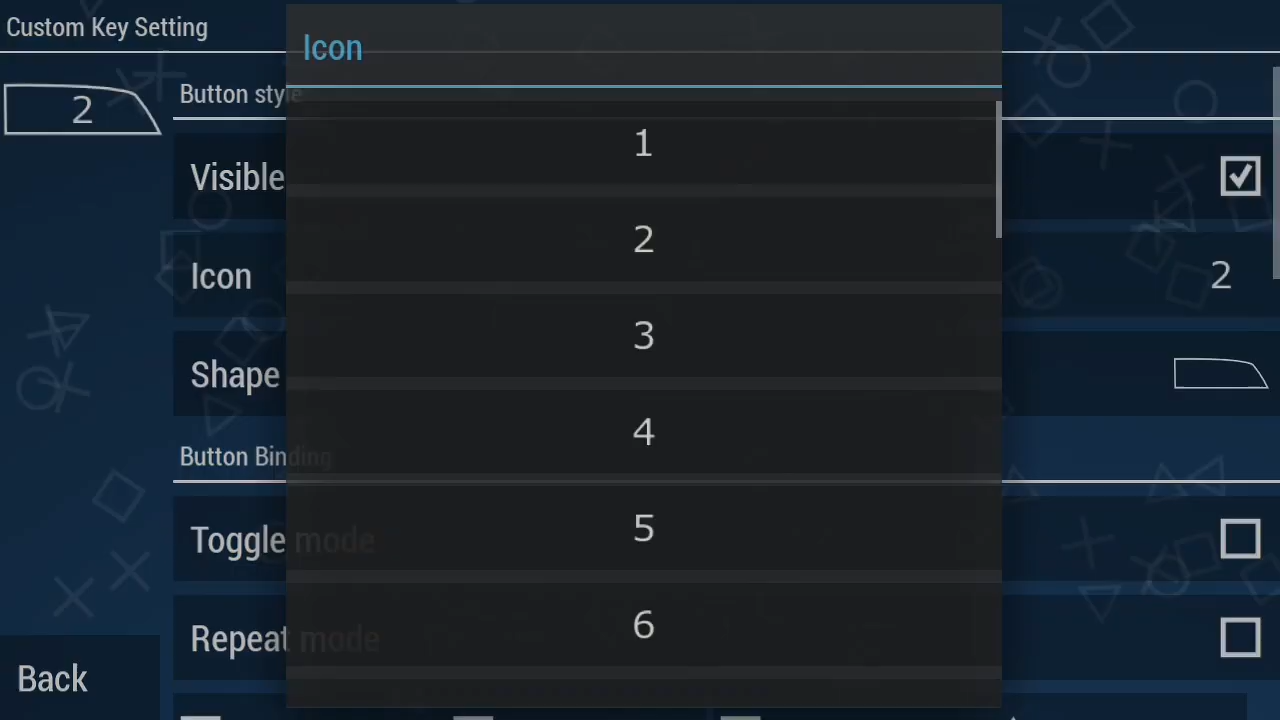 Custom Key Setting
Icon
2
Button style
1
Visible
2
Icon
2
3
Shape
4
Button Binding
5
Toggle mode
6
Repeat mode
Back